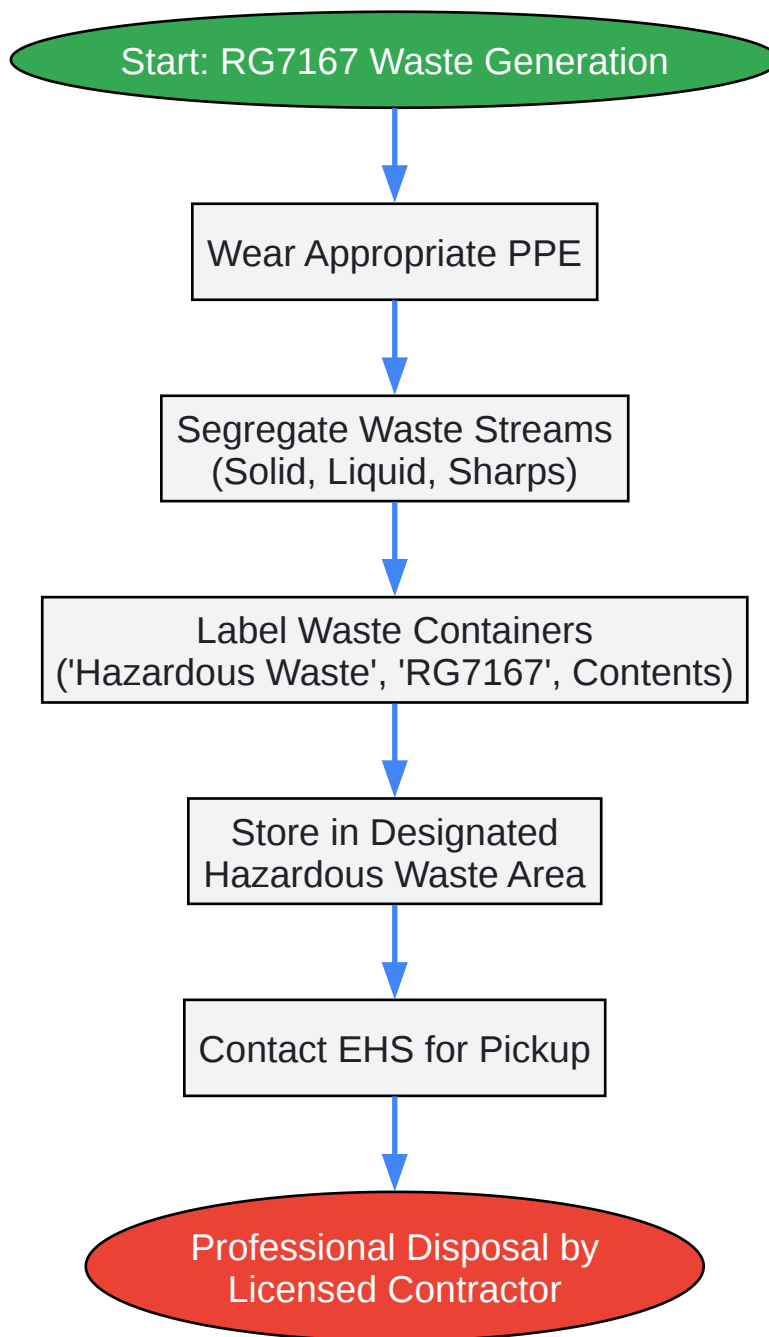 Start: RG7167 Waste Generation
Wear Appropriate PPE
Segregate Waste Streams
(Solid, Liquid, Sharps)
Label Waste Containers
('Hazardous Waste', 'RG7167', Contents)
Store in Designated
Hazardous Waste Area
Contact EHS for Pickup
Professional Disposal by
Licensed Contractor